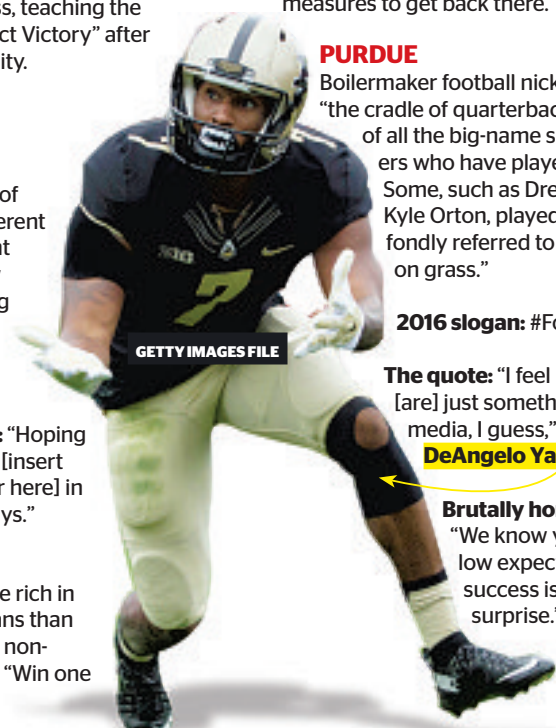 ss, teaching the
ct Victory” after
ity.
of
erent
nt
g
: “Hoping
[insert
r here] in
ys.”
e rich in
ans than
non-
“Win one
measures to get back there.
PURDUE
Boilermaker football nick
“the cradle of quarterbac
of all the big-name s
ers who have playe
Some, such as Dre
Kyle Orton, played
fondly referred to
on grass.”
2016 slogan: #Fo
The quote: “I feel
[are] just someth
media, I guess,”
DeAngelo Ya
Brutally ho
“We know y
low expec
success is
surprise.”
7
GETTY IMAGES FILE